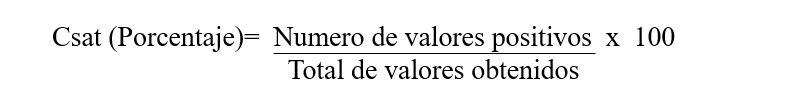 Csat (Porcentaje)= Numero de valores positivos x 100
Total de valores obtenidos